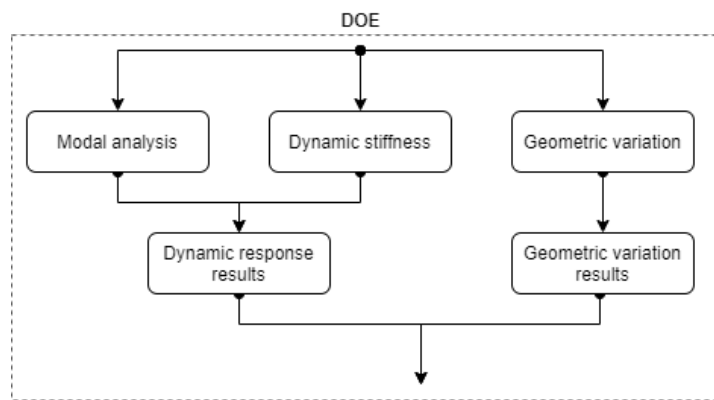 DOE
Modal analysis
Dynamic stiffness
Geometric variation
Dynamic response
results
Geometric variation
results